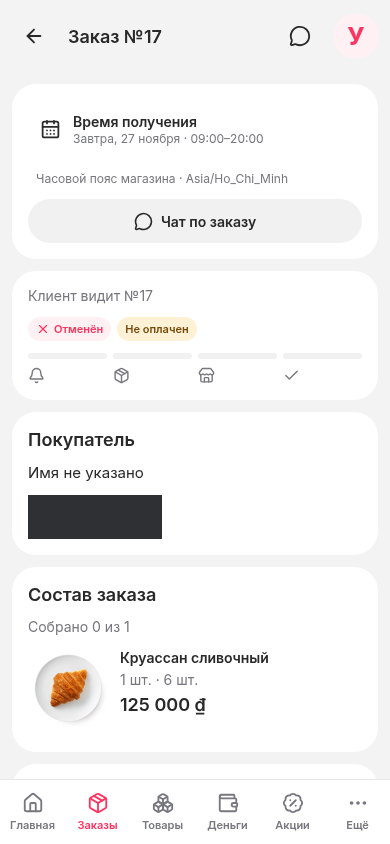 Заказ №17
У
Время получения
Завтра, 27 ноября · 09:00–20:00
Часовой пояс магазина · Asia/Ho_Chi_Minh
Чат по заказу
Клиент видит №17
Отменён
Не оплачен
Покупатель
Имя не указано
Состав заказа
Собрано 0 из 1
Круассан сливочный
1 шт. · 6 шт.
125 000 ₫
Главная
Заказы
Товары
Деньги
Акции
Ещё